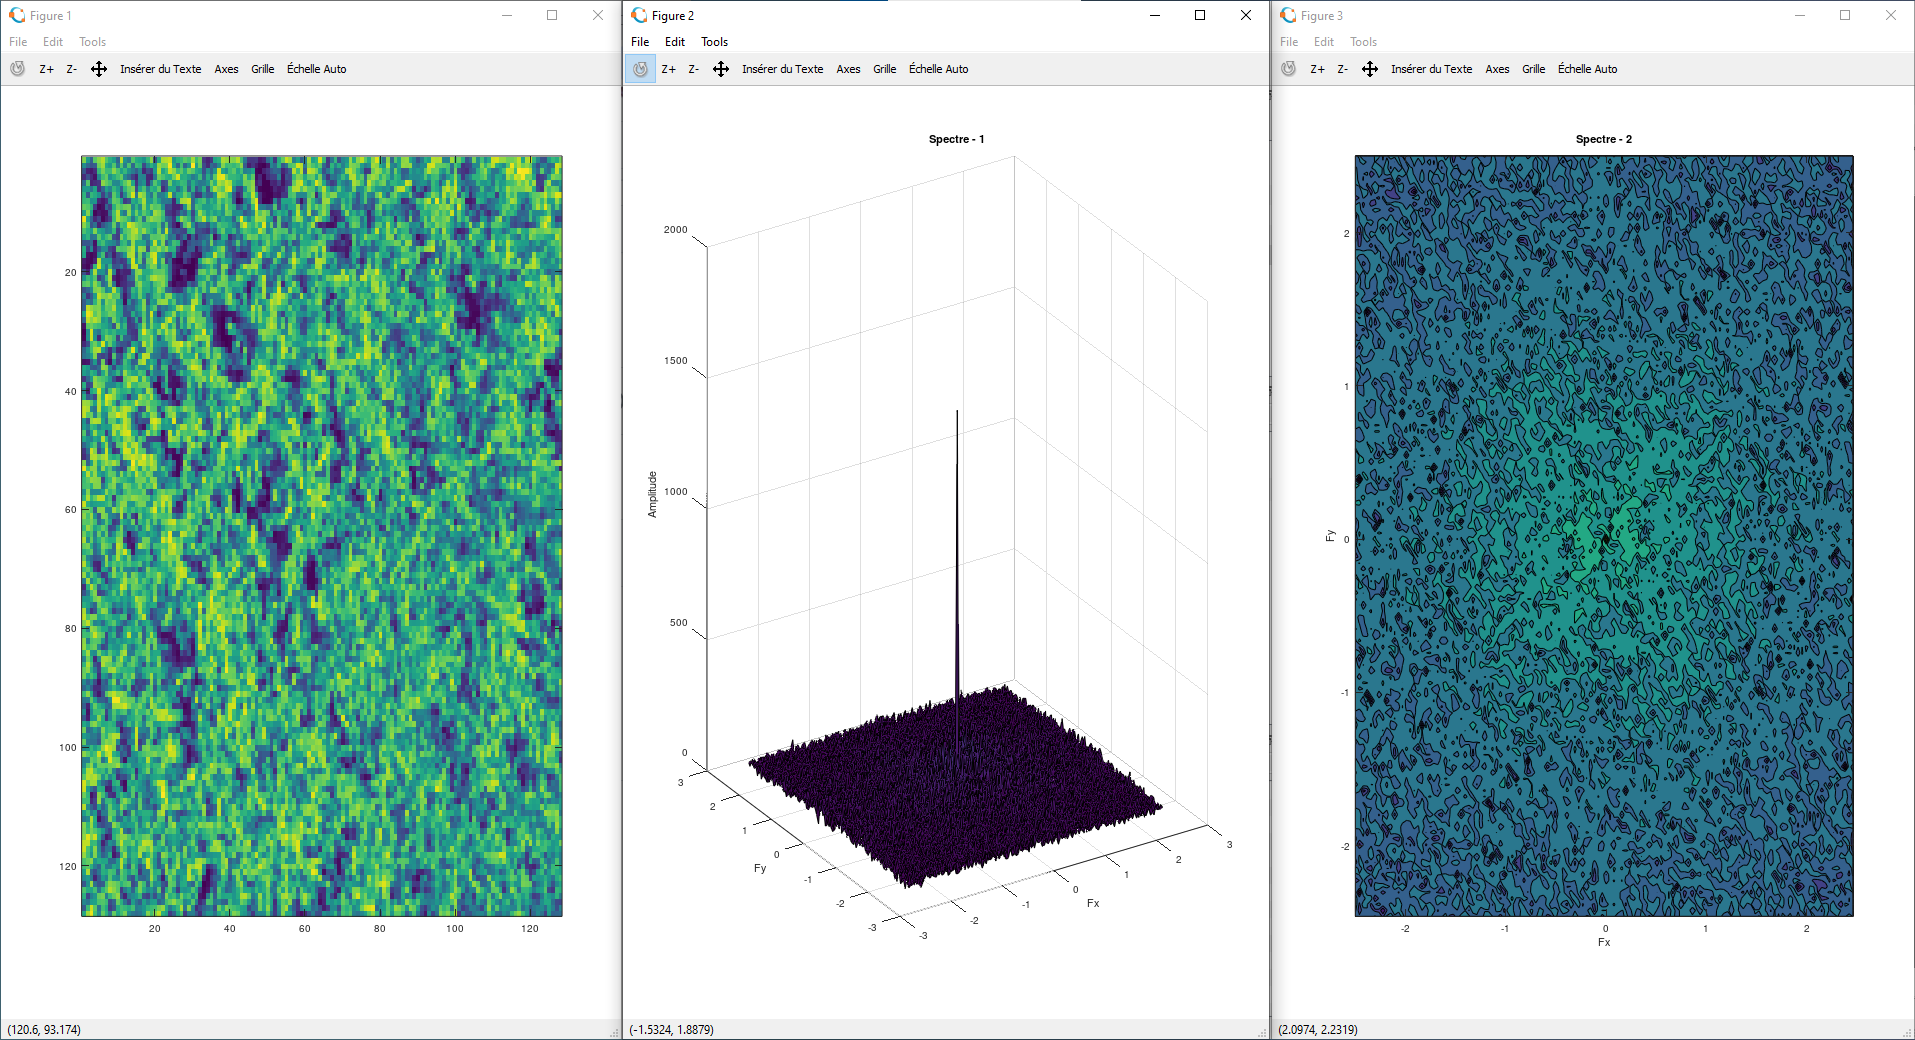 Figure 1
File Edit Tools
Z+ Z- Insérer du Texte Axes Grille Échelle Auto
20
40
60
80
100
120
20 40 60 80 100 120
(120.6, 93.174)
Figure 2
File Edit Tools
Z+ Z- Insérer du Texte Axes Grille Échelle Auto
Spectre - 1
2000
1500
1000
500
0
Amplitude
3
2
1
0
-1
-2
-3
Fy
-3
-2
-1
0
1
2
3
Fx
(-1.5324, 1.8879)
Figure 3
File Edit Tools
Z+ Z- Insérer du Texte Axes Grille Échelle Auto
Spectre - 2
2
1
0
-1
-2
Fy
-2 -1 0 1 2
Fx
(2.0974, 2.2319)